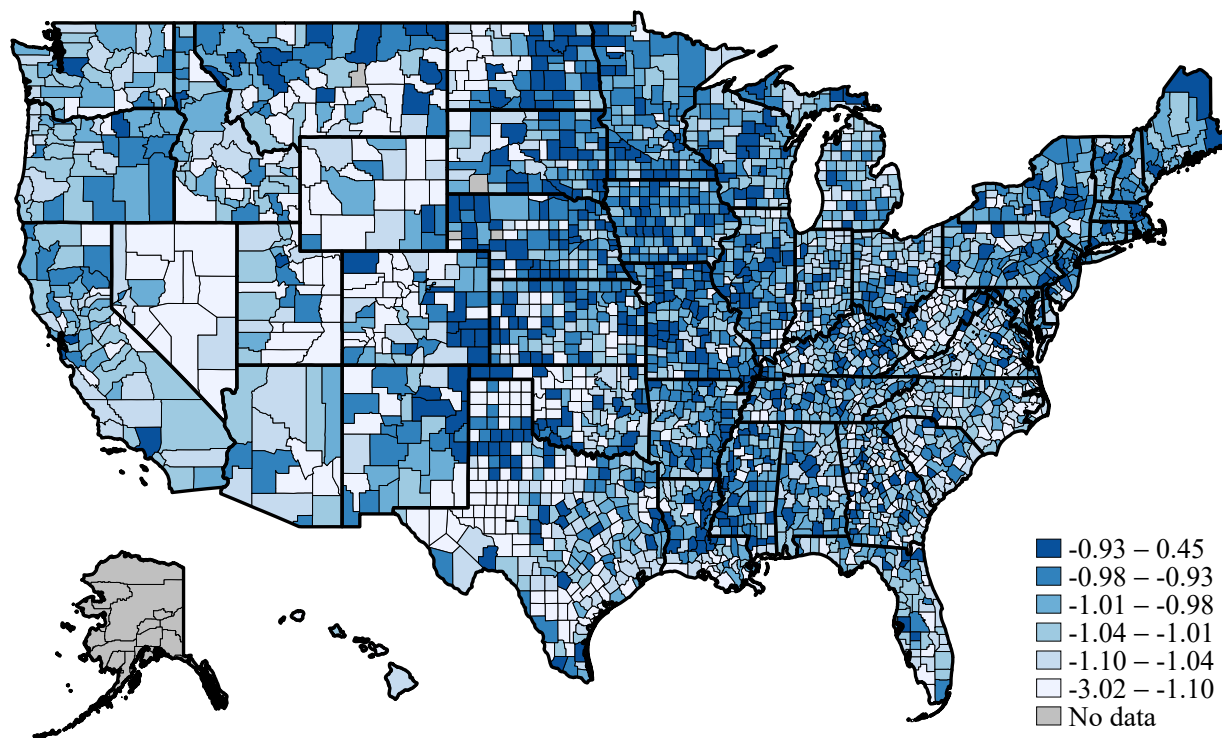 -0.93 – 0.45
-0.98 – -0.93
-1.01 – -0.98
-1.04 – -1.01
-1.10 – -1.04
-3.02 – -1.10
No data